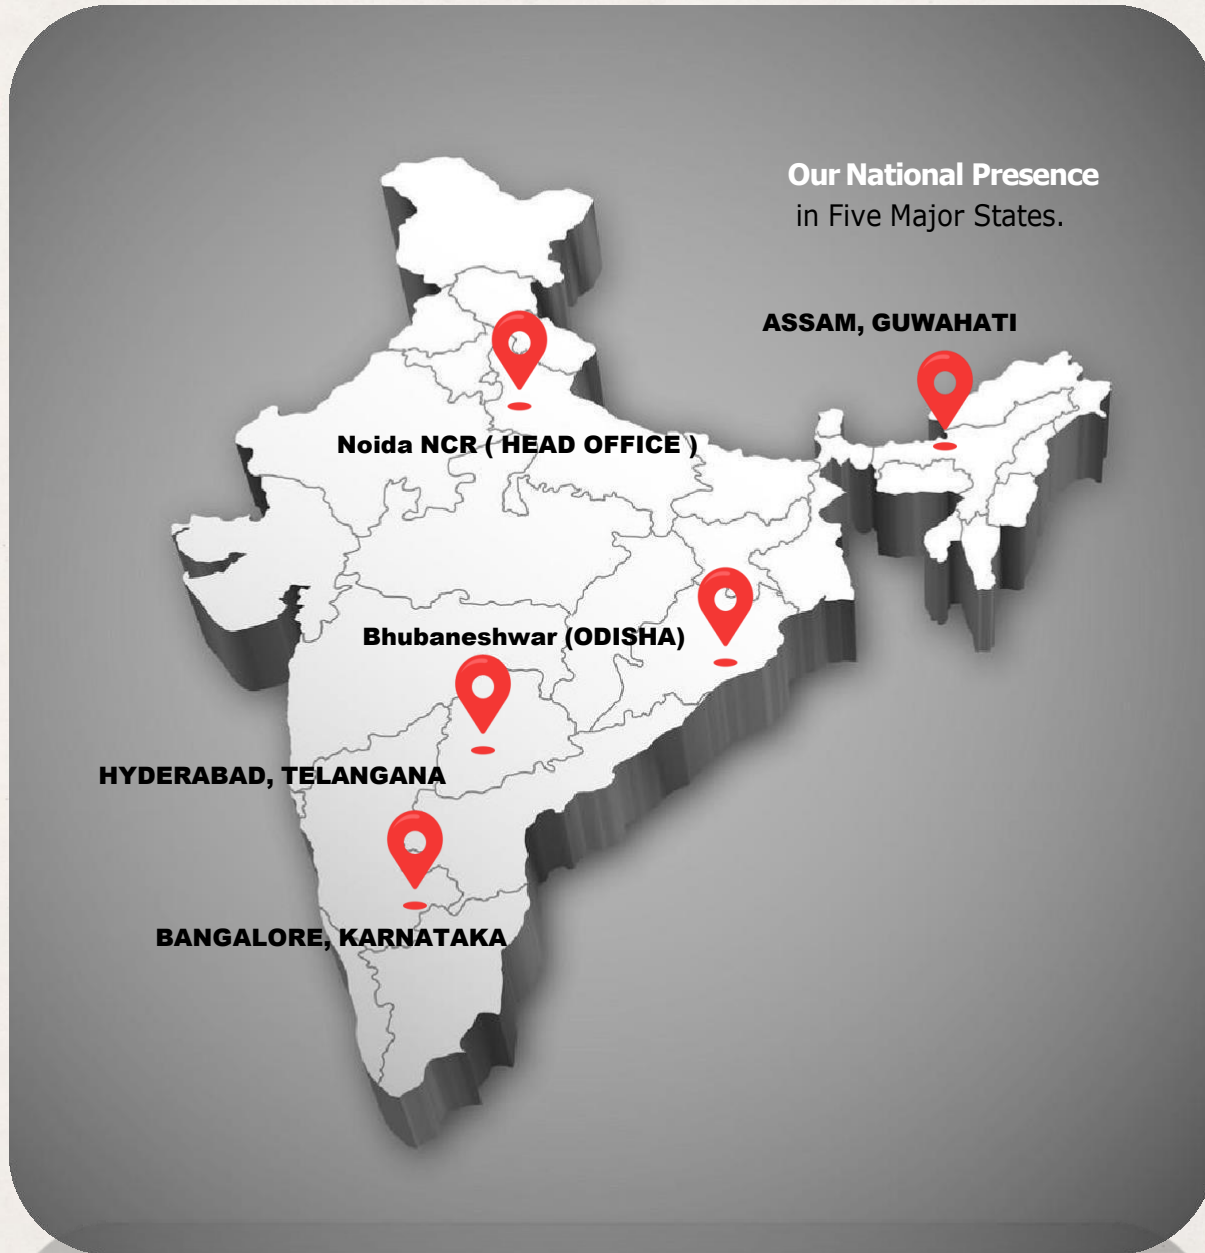 Our National Presence
in Five Major States.
ASSAM, GUWAHATI
Noida NCR ( HEAD OFFICE )
Bhubaneshwar (ODISHA)
HYDERABAD, TELANGANA
BANGALORE, KARNATAKA